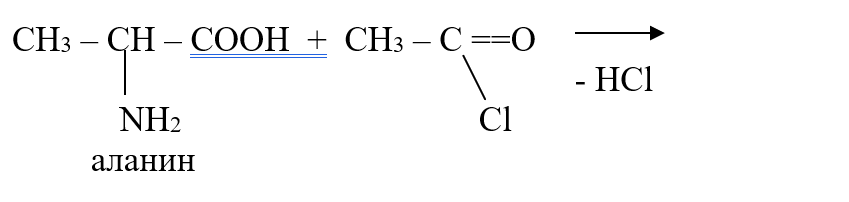 CH₃ – CH – COOH + CH₃ – C ==O
- HCl
NH₂ Cl
аланин